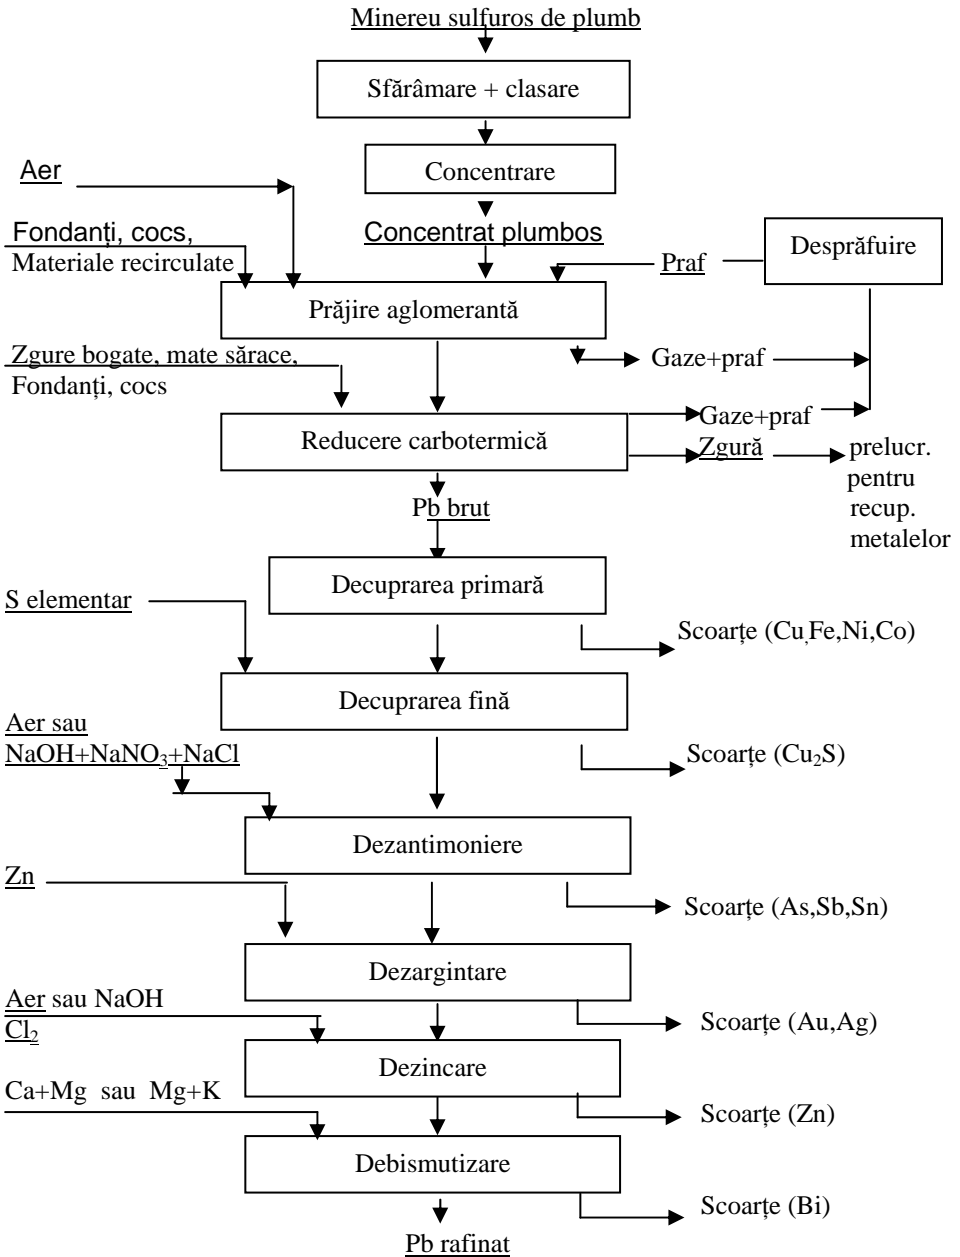 Minereu sulfuros de plumb
Sfărâmare + clasare
Concentrare
Aer
Fondanți, cocs,
Materiale recirculate
Concentrat plumbos
Praf
Desprăfuire
Prăjire aglomerantă
Zgure bogate, mate sărace,
Fondanți, cocs
Gaze+praf
Gaze+praf
Reducere carbotermică
Zgură
prelucr.
pentru
recup.
metalelor
Pb brut
Decuprarea primară
S elementar
Scoarțe (Cu,Fe,Ni,Co)
Decuprarea fină
Aer sau
NaOH+NaNO₃+NaCl
Scoarțe (Cu₂S)
Dezantimoniere
Zn
Scoarțe (As,Sb,Sn)
Dezargintare
Aer sau NaOH
Cl₂
Scoarțe (Au,Ag)
Dezincare
Ca+Mg sau Mg+K
Scoarțe (Zn)
Debismutizare
Scoarțe (Bi)
Pb rafinat